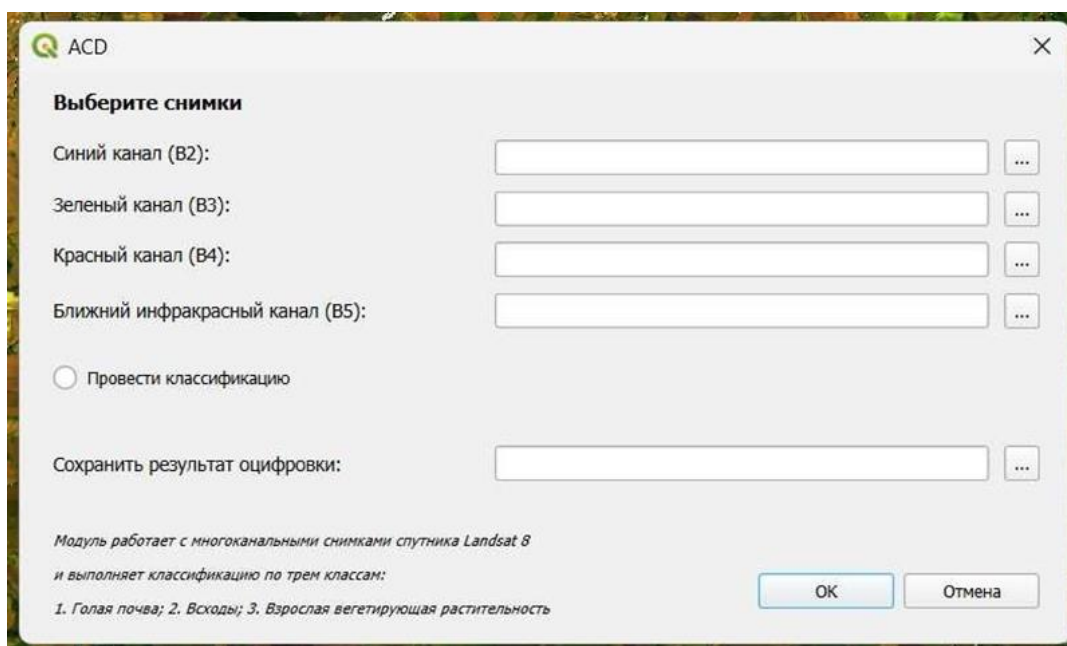 ACD
Выберите снимки
Синий канал (B2):
...
Зеленый канал (B3):
...
Красный канал (B4):
...
Ближний инфракрасный канал (B5):
...
Провести классификацию
Сохранить результат оцифровки:
...
Модуль работает с многоканальными снимками спутника Landsat 8
и выполняет классификацию по трем классам:
1. Голая почва; 2. Всходы; 3. Взрослая вегетирующая растительность
OK
Отмена